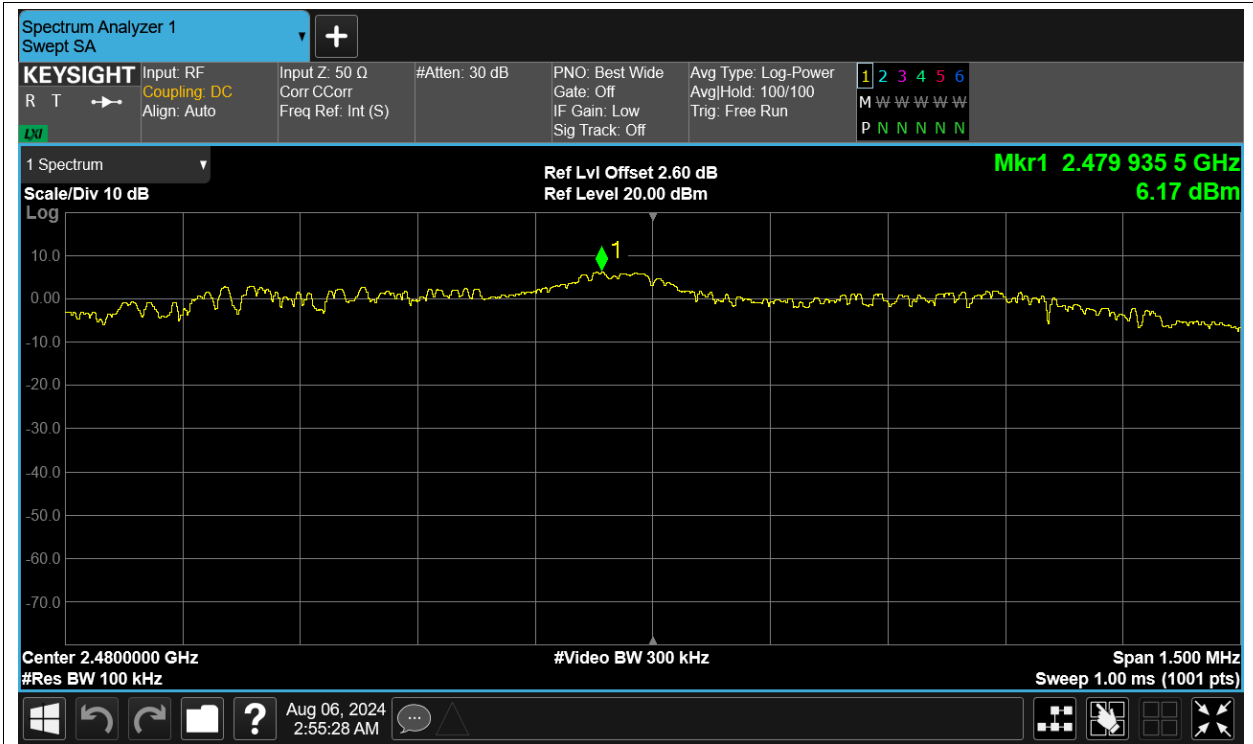 Spectrum Analyzer 1
Swept SA
KEYSIGHT
R T
LXI
Input: RF
Coupling: DC
Align: Auto
Input Z: 50 Ω
Corr CCorr
Freq Ref: Int (S)
#Atten: 30 dB
PNO: Best Wide
Gate: Off
IF Gain: Low
Sig Track: Off
Avg Type: Log-Power
Avg|Hold: 100/100
Trig: Free Run
1 2 3 4 5 6
M W W W W W
P N N N N N
1 Spectrum
Scale/Div 10 dB
Log
Ref Lvl Offset 2.60 dB
Ref Level 20.00 dBm
Mkr1 2.479 935 5 GHz
6.17 dBm
1
10.0
0.00
-10.0
-20.0
-30.0
-40.0
-50.0
-60.0
-70.0
Center 2.4800000 GHz
#Res BW 100 kHz
#Video BW 300 kHz
Span 1.500 MHz
Sweep 1.00 ms (1001 pts)
?
Aug 06, 2024
2:55:28 AM